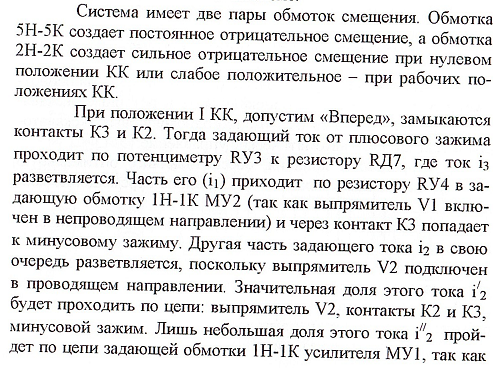 Система имеет две пары обмоток смещения. Обмотка
5Н-5К создает постоянное отрицательное смещение, а обмотка
2Н-2К создает сильное отрицательное смещение при нулевом
положении КК или слабое положительное – при рабочих по-
ложениях КК.
При положении I КК, допустим «Вперед», замыкаются
контакты К3 и К2. Тогда задающий ток от плюсового зажима
проходит по потенциметру RУ3 к резистору RД7, где ток i₃
разветвляется. Часть его (i₁) приходит по резистору RУ4 в за-
дающую обмотку 1Н-1К МУ2 (так как выпрямитель V1 вклю-
чен в непроводящем направлении) и через контакт К3 попадает
к минусовому зажиму. Другая часть задающего тока i₂ в свою
очередь разветвляется, поскольку выпрямитель V2 подключен
в проводящем направлении. Значительная доля этого тока i′₂
будет проходить по цепи: выпрямитель V2, контакты К2 и К3,
минусовой зажим. Лишь небольшая доля этого тока i″₂ прой-
дет по цепи задающей обмотки 1Н-1К усилителя МУ1, так как